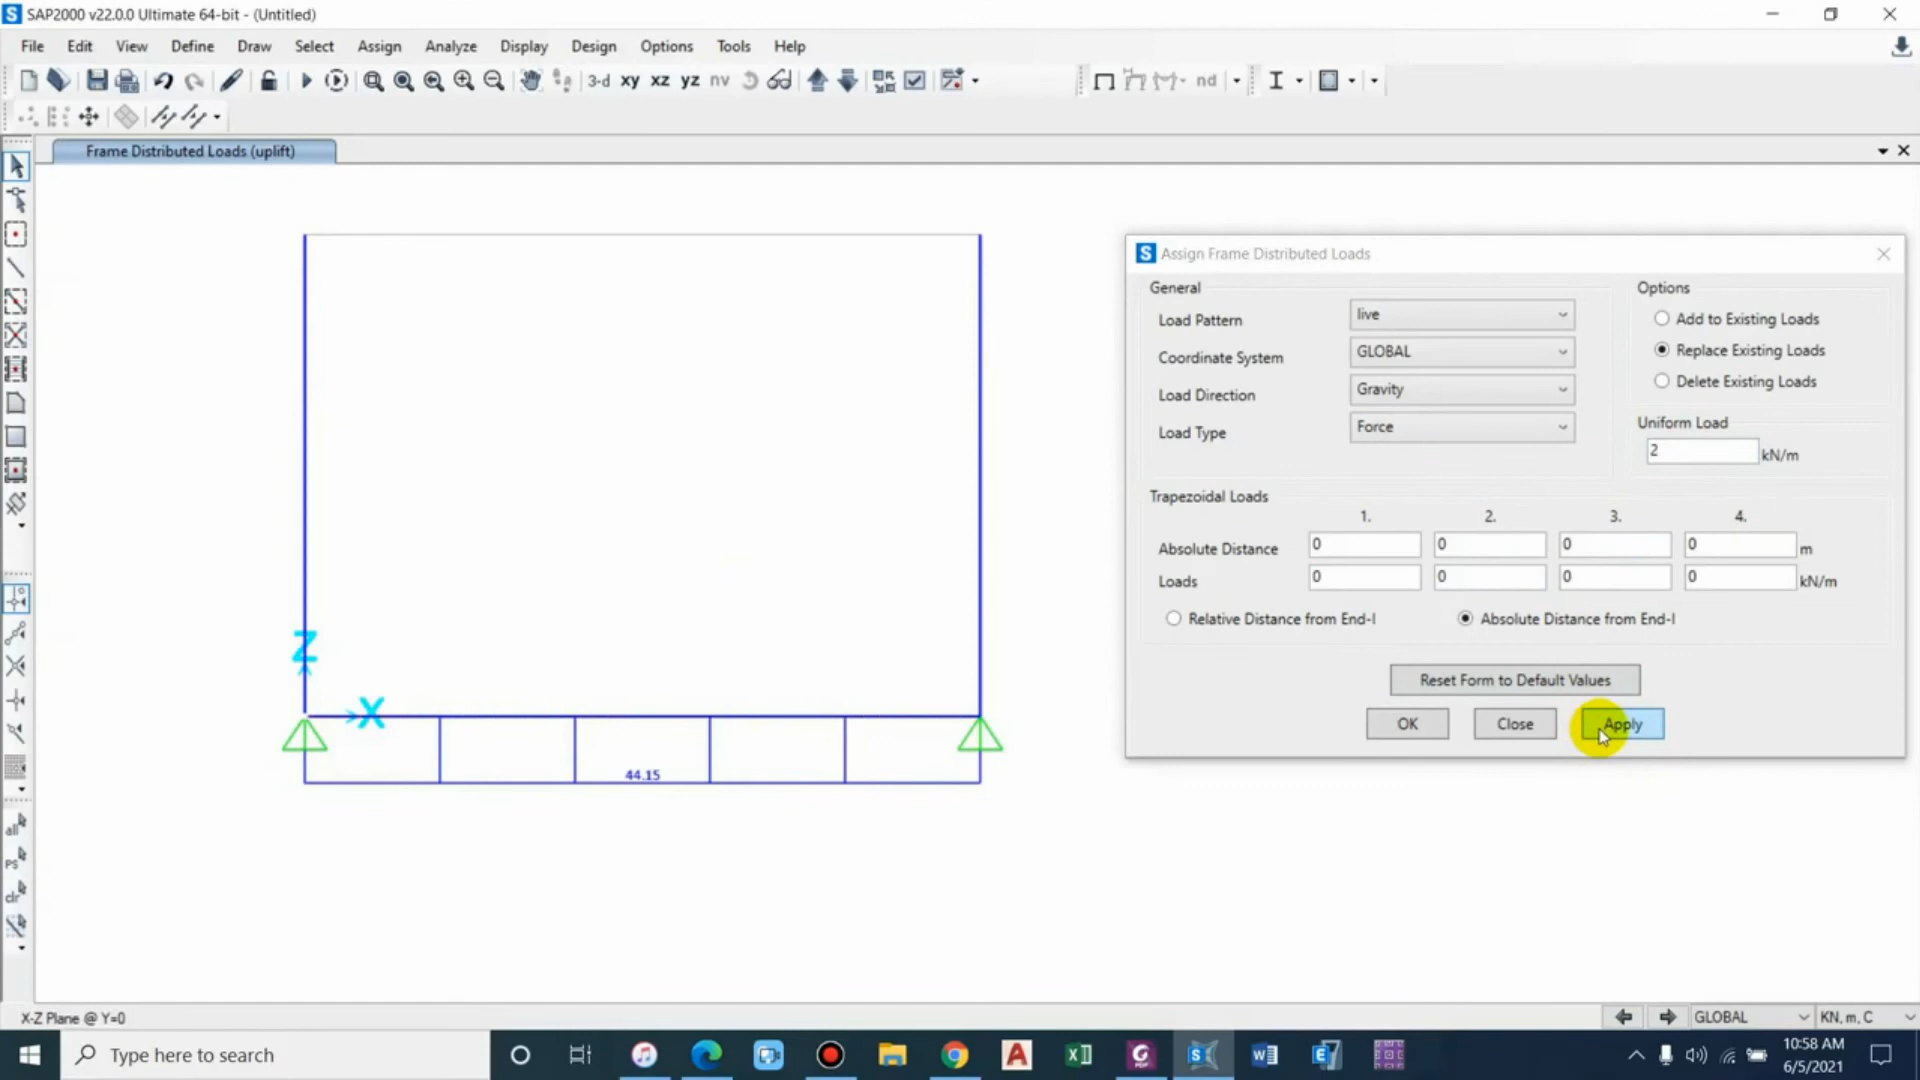 SAP2000 v22.0.0 Ultimate 64-bit - (Untitled)
File Edit View Define Draw Select Assign Analyze Display Design Options Tools Help
3-d xy xz yz nv nd
Frame Distributed Loads (uplift)
Assign Frame Distributed Loads
General
Load Pattern live
Coordinate System GLOBAL
Load Direction Gravity
Load Type Force
Options
Add to Existing Loads
Replace Existing Loads
Delete Existing Loads
Uniform Load
2 kN/m
Trapezoidal Loads
1. 2. 3. 4.
Absolute Distance 0 0 0 0 m
Loads 0 0 0 0 kN/m
Relative Distance from End-I Absolute Distance from End-I
Reset Form to Default Values
OK Close Apply
Z
X
44.15
all
PS
clr
X-Z Plane @ Y=0
GLOBAL KN, m, C
Type here to search
10:58 AM
6/5/2021